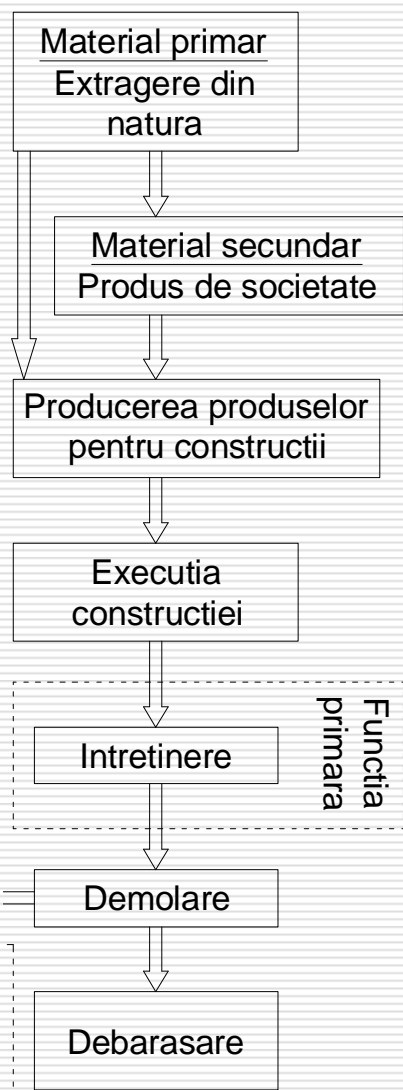 Material primar
Extragere din
natura
Material secundar
Produs de societate
Producerea produselor
pentru constructii
Executia
constructiei
Functia
primara
Intretinere
Demolare
Debarasare